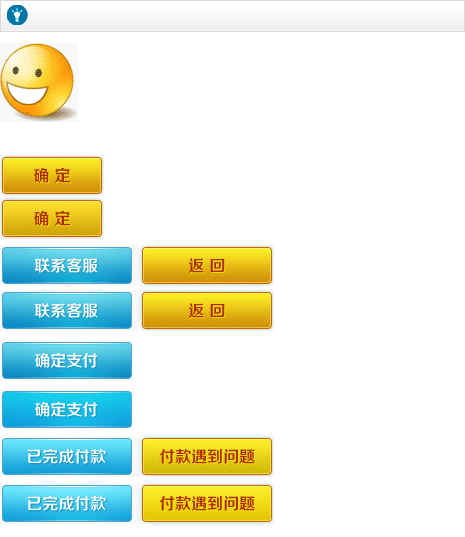 确 定
确 定
联系客服 返 回
联系客服 返 回
确定支付
确定支付
已完成付款 付款遇到问题
已完成付款 付款遇到问题